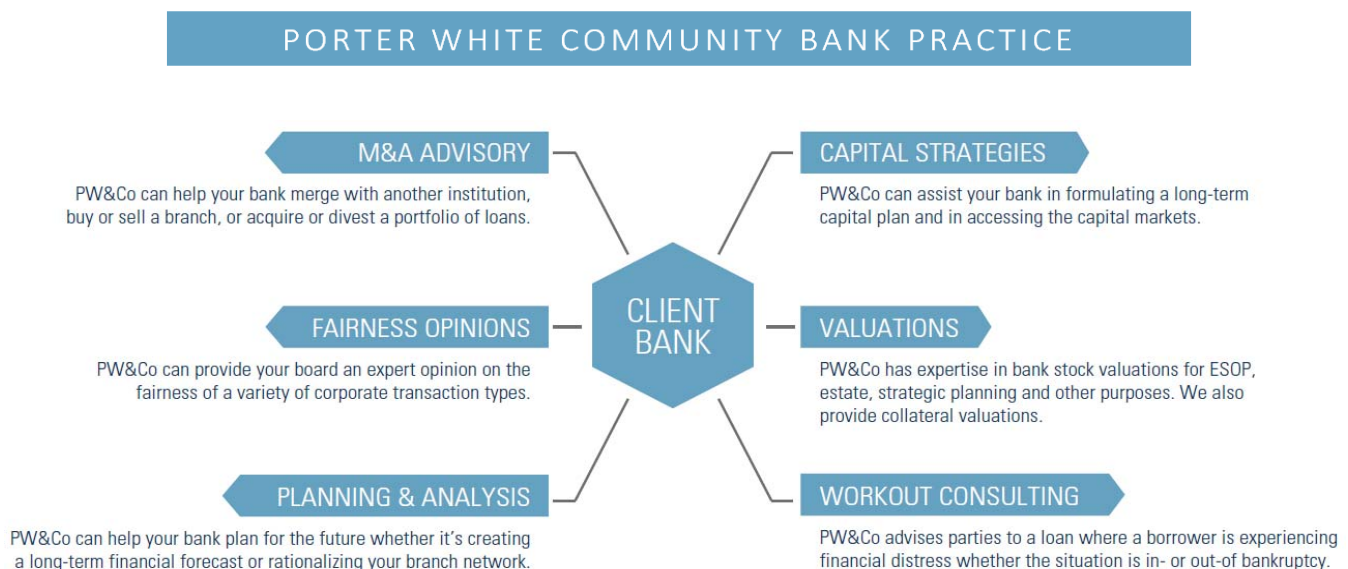 PORTER WHITE COMMUNITY BANK PRACTICE
M&A ADVISORY
PW&Co can help your bank merge with another institution,
buy or sell a branch, or acquire or divest a portfolio of loans.
CAPITAL STRATEGIES
PW&Co can assist your bank in formulating a long-term
capital plan and in accessing the capital markets.
FAIRNESS OPINIONS
PW&Co can provide your board an expert opinion on the
fairness of a variety of corporate transaction types.
CLIENT
BANK
VALUATIONS
PW&Co has expertise in bank stock valuations for ESOP,
estate, strategic planning and other purposes. We also
provide collateral valuations.
PLANNING & ANALYSIS
PW&Co can help your bank plan for the future whether it's creating
a long-term financial forecast or rationalizing your branch network.
WORKOUT CONSULTING
PW&Co advises parties to a loan where a borrower is experiencing
financial distress whether the situation is in- or out-of bankruptcy.